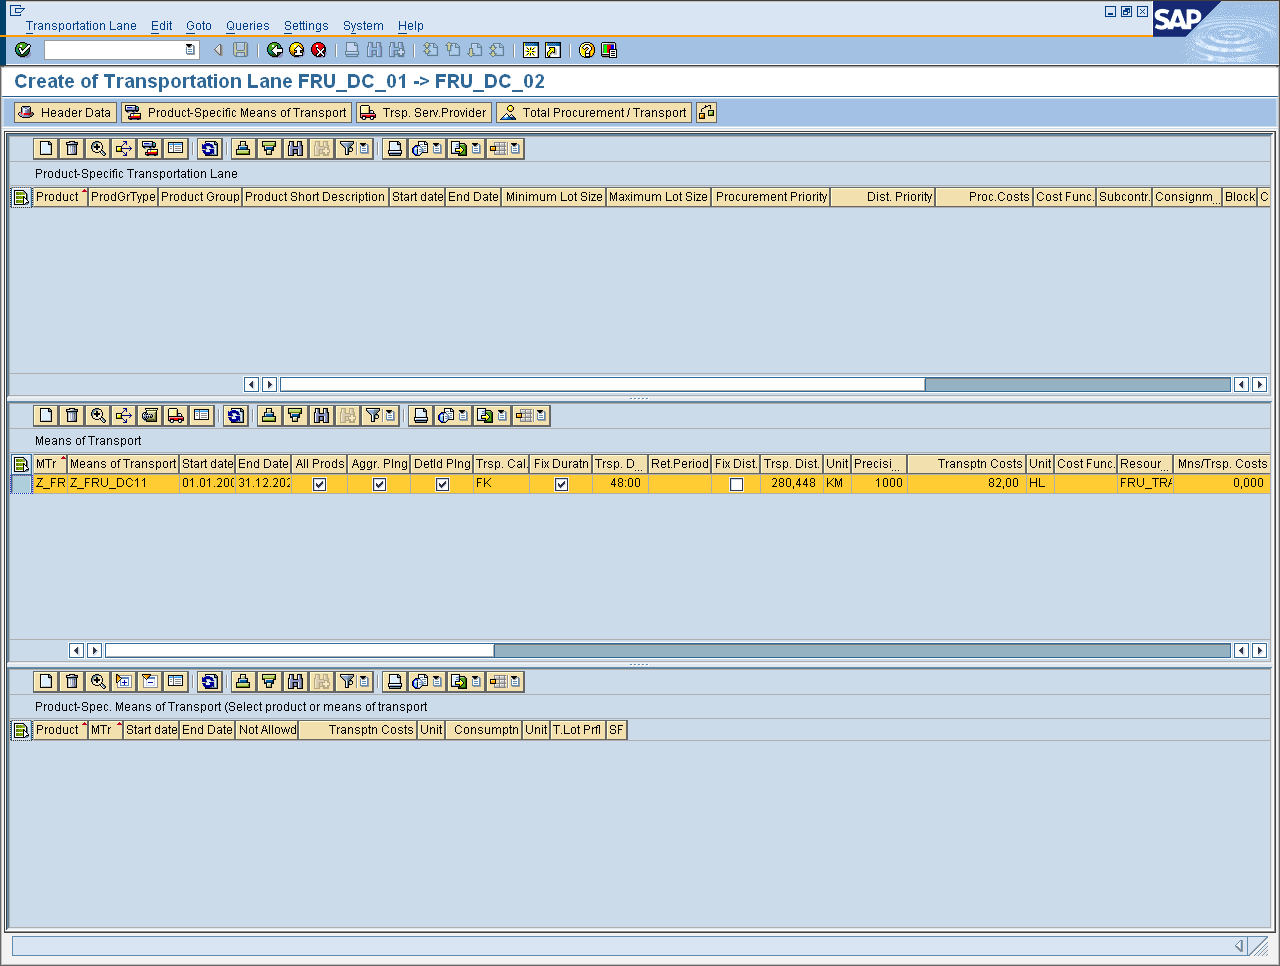 Transportation Lane Edit Goto Queries Settings System Help
SAP
Create of Transportation Lane FRU_DC_01 -> FRU_DC_02
Header Data Product-Specific Means of Transport Trsp. Serv.Provider Total Procurement / Transport
Product-Specific Transportation Lane
Product ProdGrType Product Group Product Short Description Start date End Date Minimum Lot Size Maximum Lot Size Procurement Priority Dist. Priority Proc.Costs Cost Func. Subcontr. Consignm... Block C
Means of Transport
MTr Means of Transport Start date End Date All Prods Aggr. Plng Detld Plng Trsp. Cal. Fix Duratn Trsp. D... Ret.Period Fix Dist. Trsp. Dist. Unit Precisi... Transptn Costs Unit Cost Func. Resour... Mns/Trsp. Costs
Z_FR Z_FRU_DC11 01.01.200 31.12.202 FK 48:00 280,448 KM 1000 82,00 HL FRU_TRA 0,000
Product-Spec. Means of Transport (Select product or means of transport
Product MTr Start date End Date Not Allowd Transptn Costs Unit Consumptn Unit T.Lot Prfl SF